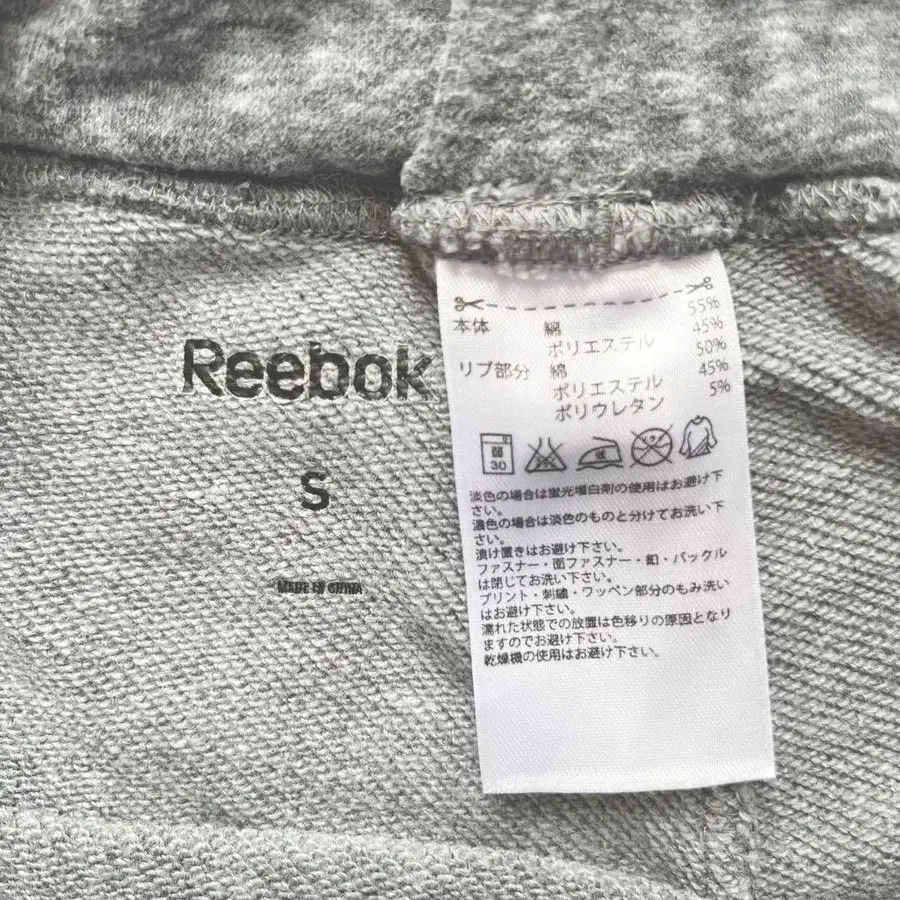 Reebok
S
MADE IN CHINA
55%
本体 綿 45%
ポリエステル 50%
リブ部分 綿 45%
ポリエステル 5%
ポリウレタン
弱
30
淡色の場合は蛍光増白剤の使用はお避け下
さい。
濃色の場合は淡色のものと分けてお洗い下
さい。
漬け置きはお避け下さい。
ファスナー・面ファスナー・釦・バックル
は閉じてお洗い下さい。
プリント・刺繍・ワッペン部分のもみ洗い
はお避け下さい。
濡れた状態での放置は色移りの原因となり
ますのでお避け下さい。
乾燥機の使用はお避け下さい。